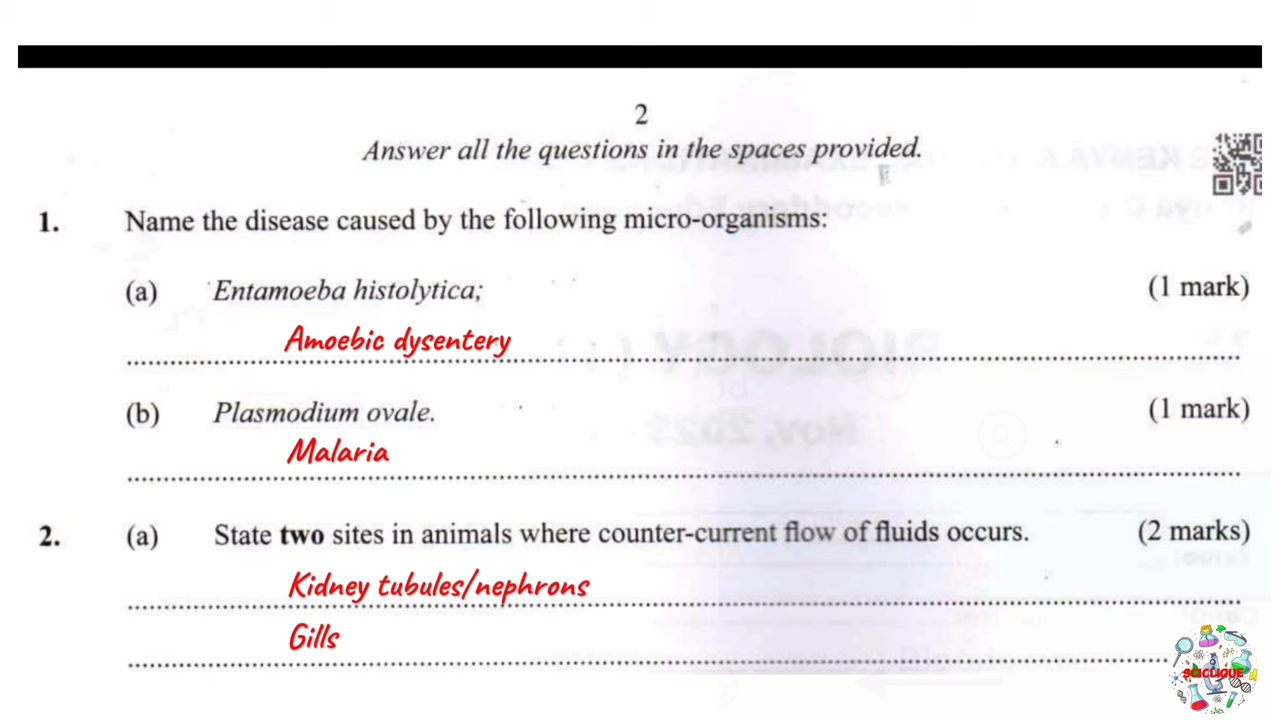 2
Answer all the questions in the spaces provided.
1. Name the disease caused by the following micro-organisms:
(a) Entamoeba histolytica; (1 mark)
Amoebic dysentery
(b) Plasmodium ovale. (1 mark)
Malaria
2. (a) State two sites in animals where counter-current flow of fluids occurs. (2 marks)
Kidney tubules/nephrons
Gills
SCICLIQUE